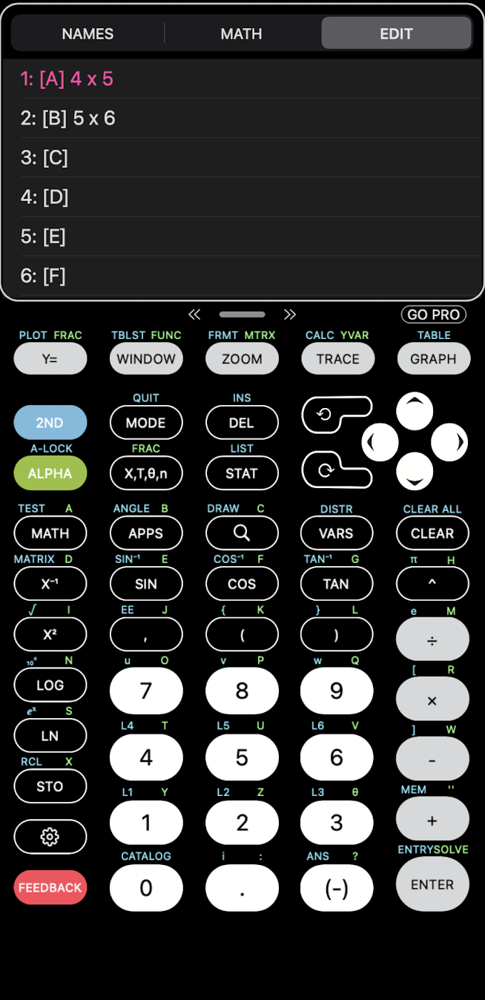 NAMES MATH EDIT
1: [A] 4 x 5
2: [B] 5 x 6
3: [C]
4: [D]
5: [E]
6: [F]
GO PRO
PLOT FRAC TBLST FUNC FRMT MTRX CALC YVAR TABLE
Y= WINDOW ZOOM TRACE GRAPH
QUIT INS
2ND MODE DEL
A-LOCK FRAC LIST
ALPHA X,T,θ,n STAT
TEST A ANGLE B DRAW C DISTR CLEAR ALL
MATH APPS VARS CLEAR
MATRIX D SIN⁻¹ E COS⁻¹ F TAN⁻¹ G π H
X⁻¹ SIN COS TAN ^
√ I EE J { K } L e M
X² , ( ) ÷
10ˣ N u O v P w Q [ R
LOG 7 8 9 ×
eˣ S L4 T L5 U L6 V ] W
LN 4 5 6 -
RCL X L1 Y L2 Z L3 θ MEM "
STO 1 2 3 +
CATALOG i : ANS ? ENTRY SOLVE
FEEDBACK 0 . (-) ENTER